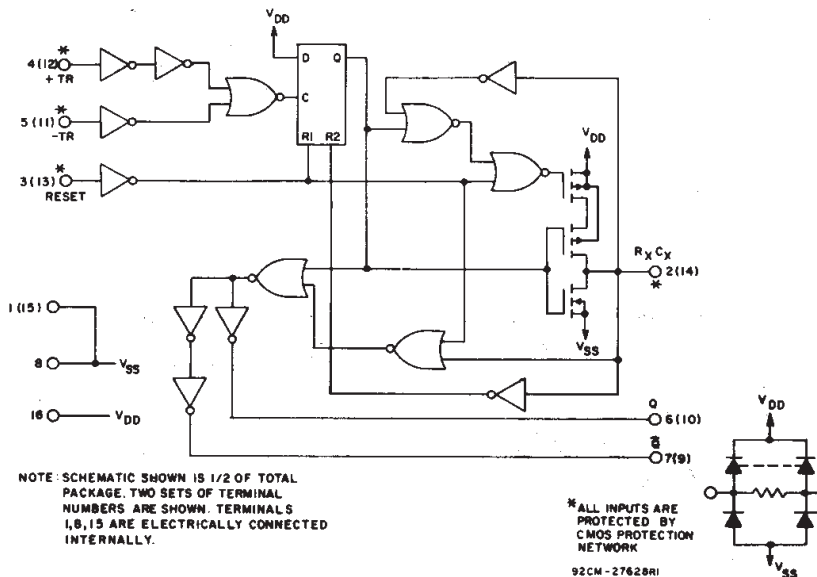 VDD
*
4(12)
+ TR
D Q
C
R1 R2
*
5(11)
-TR
*
3(13)
RESET
VDD
RxCx
2(14)
*
VSS
1(15)
8
VSS
16
VDD
Q
6(10)
Q̅
7(9)
NOTE: SCHEMATIC SHOWN IS 1/2 OF TOTAL
PACKAGE. TWO SETS OF TERMINAL
NUMBERS ARE SHOWN. TERMINALS
1,8,15 ARE ELECTRICALLY CONNECTED
INTERNALLY.
VDD
*ALL INPUTS ARE
PROTECTED BY
CMOS PROTECTION
NETWORK
VSS
92CM-27628R1